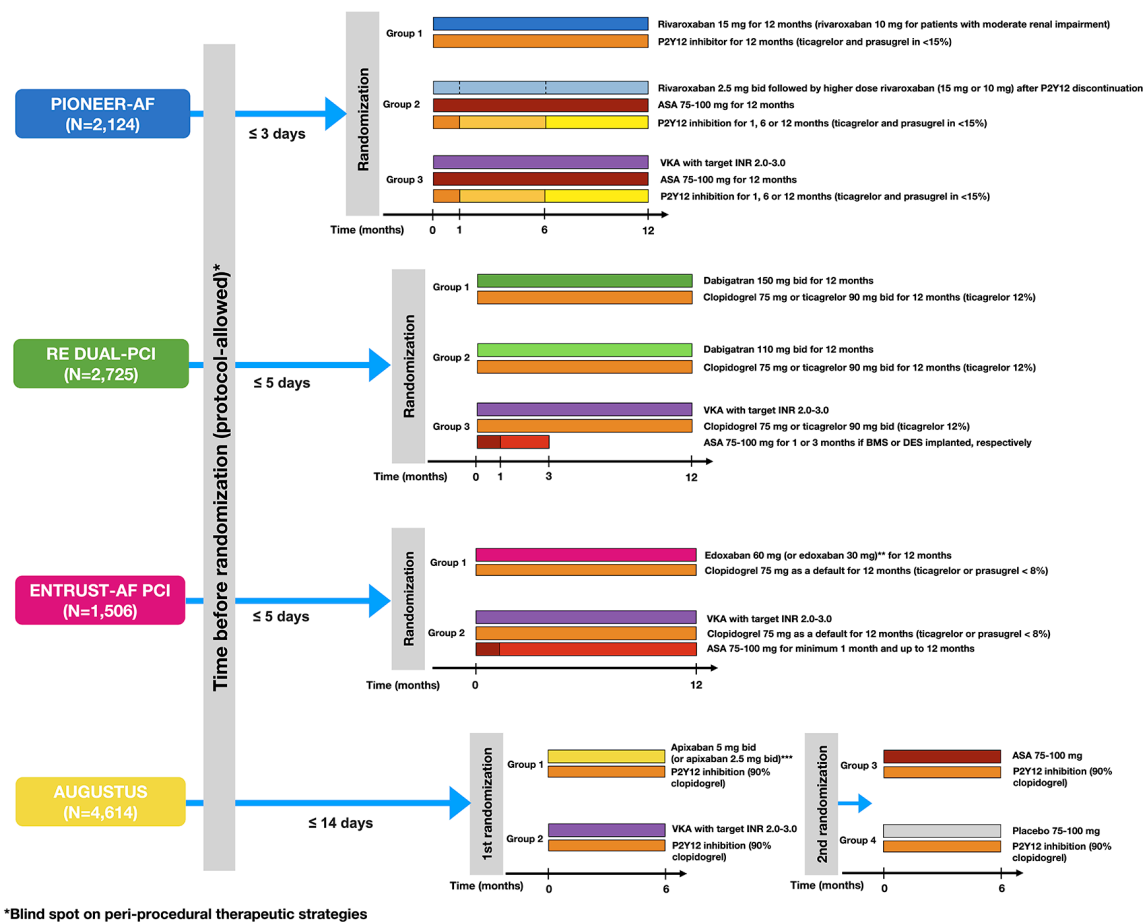 PIONEER-AF
(N=2,124)
≤ 3 days
Randomization
Group 1
Rivaroxaban 15 mg for 12 months (rivaroxaban 10 mg for patients with moderate renal impairment)
P2Y12 inhibitor for 12 months (ticagrelor and prasugrel in <15%)
Group 2
Rivaroxaban 2.5 mg bid followed by higher dose rivaroxaban (15 mg or 10 mg) after P2Y12 discontinuation
ASA 75-100 mg for 12 months
P2Y12 inhibition for 1, 6 or 12 months (ticagrelor and prasugrel in <15%)
Group 3
VKA with target INR 2.0-3.0
ASA 75-100 mg for 12 months
P2Y12 inhibition for 1, 6 or 12 months (ticagrelor and prasugrel in <15%)
Time (months)
0 1 6 12
Time before randomization (protocol-allowed)*
RE DUAL-PCI
(N=2,725)
≤ 5 days
Randomization
Group 1
Dabigatran 150 mg bid for 12 months
Clopidogrel 75 mg or ticagrelor 90 mg bid for 12 months (ticagrelor 12%)
Group 2
Dabigatran 110 mg bid for 12 months
Clopidogrel 75 mg or ticagrelor 90 mg bid for 12 months (ticagrelor 12%)
Group 3
VKA with target INR 2.0-3.0
Clopidogrel 75 mg or ticagrelor 90 mg bid (ticagrelor 12%)
ASA 75-100 mg for 1 or 3 months if BMS or DES implanted, respectively
Time (months)
0 1 3 12
ENTRUST-AF PCI
(N=1,506)
≤ 5 days
Randomization
Group 1
Edoxaban 60 mg (or edoxaban 30 mg)** for 12 months
Clopidogrel 75 mg as a default for 12 months (ticagrelor or prasugrel < 8%)
Group 2
VKA with target INR 2.0-3.0
Clopidogrel 75 mg as a default for 12 months (ticagrelor or prasugrel < 8%)
ASA 75-100 mg for minimum 1 month and up to 12 months
Time (months)
0 12
AUGUSTUS
(N=4,614)
≤ 14 days
1st randomization
Group 1
Apixaban 5 mg bid
(or apixaban 2.5 mg bid)***
P2Y12 inhibition (90%
clopidogrel)
Group 2
VKA with target INR 2.0-3.0
P2Y12 inhibition (90%
clopidogrel)
Time (months)
0 6
2nd randomization
Group 3
ASA 75-100 mg
P2Y12 inhibition (90%
clopidogrel)
Group 4
Placebo 75-100 mg
P2Y12 inhibition (90%
clopidogrel)
Time (months)
0 6
*Blind spot on peri-procedural therapeutic strategies